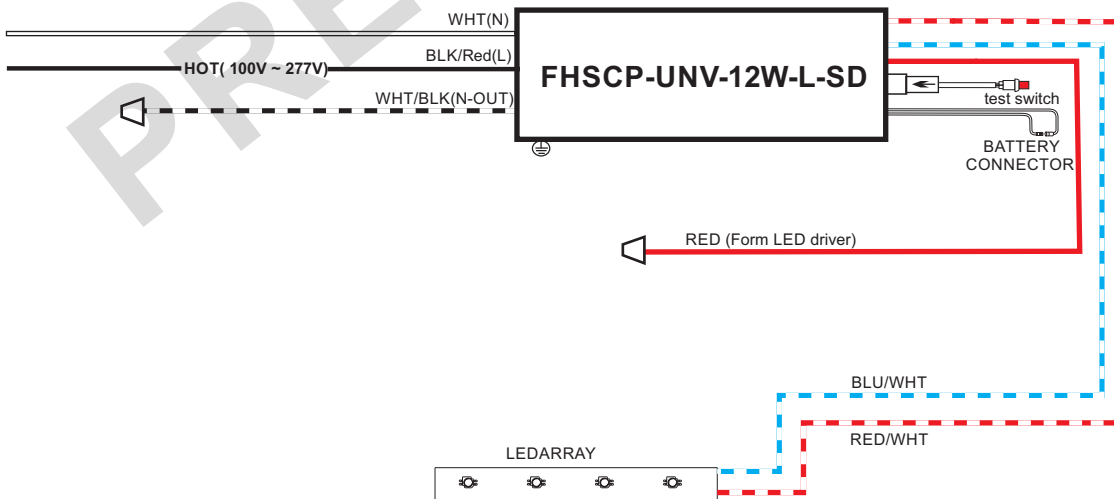 WHT(N)
BLK/Red(L)
HOT( 100V ~ 277V)
WHT/BLK(N-OUT)
FHSCP-UNV-12W-L-SD
test switch
BATTERY
CONNECTOR
RED (Form LED driver)
BLU/WHT
RED/WHT
LEDARRAY
PRE